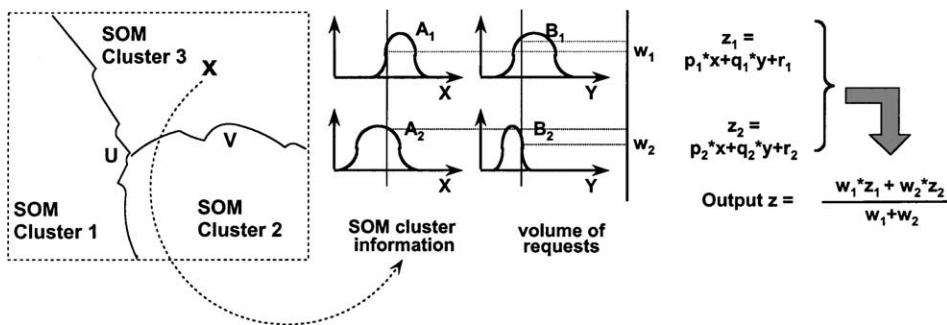 SOM
Cluster 3
X
U
V
SOM
Cluster 1
SOM
Cluster 2
A₁
X
B₁
Y
w₁
A₂
X
B₂
Y
w₂
SOM cluster
information
volume of
requests
z₁ =
p₁*x+q₁*y+r₁
z₂ =
p₂*x+q₂*y+r₂
Output z =
w₁*z₁ + w₂*z₂
w₁+w₂